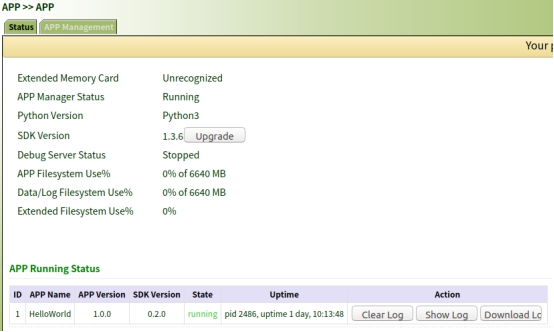 APP >> APP
Status APP Management
Your
Extended Memory Card Unrecognized
APP Manager Status Running
Python Version Python3
SDK Version 1.3.6 Upgrade
Debug Server Status Stopped
APP Filesystem Use% 0% of 6640 MB
Data/Log Filesystem Use% 0% of 6640 MB
Extended Filesystem Use% 0%
APP Running Status
ID APP Name APP Version SDK Version State Uptime Action
1 HelloWorld 1.0.0 0.2.0 running pid 2486, uptime 1 day, 10:13:48 Clear Log Show Log Download Lo